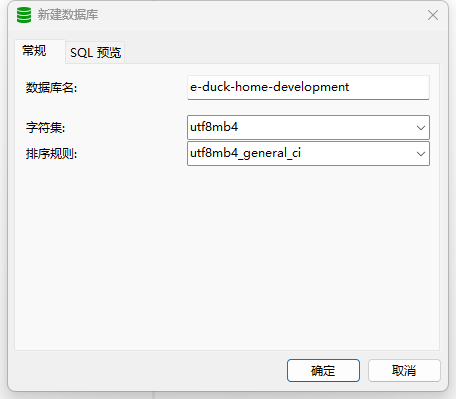 新建数据库
常规
SQL 预览
数据库名: e-duck-home-development
字符集: utf8mb4
排序规则: utf8mb4_general_ci
确定 取消